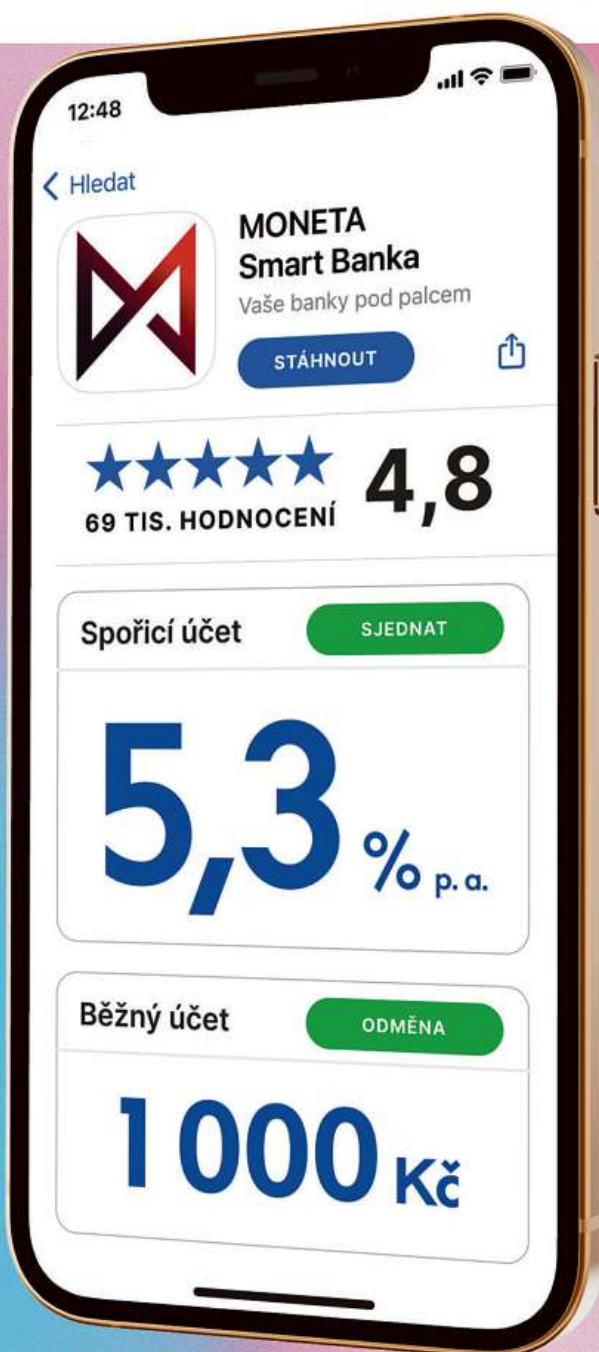 12:48
Hledat
MONETA
Smart Banka
Vaše banky pod palcem
STÁHNOUT
69 TIS. HODNOCENÍ
4,8
Spořicí účet
SJEDNAT
5,3 % p. a.
Běžný účet
ODMĚNA
1 000 Kč